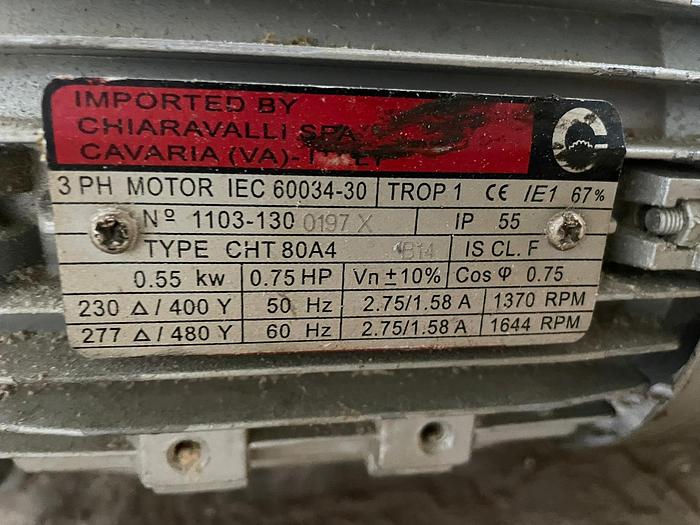 IMPORTED BY
CHIARAVALLI SPA
CAVARIA (VA)-
3 PH MOTOR IEC 60034-30 TROP 1 CE IE1 67%
Nº 1103-130 0197 X IP 55
TYPE CHT 80A4 B14 IS CL. F
0.55 kw 0.75 HP Vn ±10% Cos φ 0.75
230 Δ / 400 Y 50 Hz 2.75/1.58 A 1370 RPM
277 Δ / 480 Y 60 Hz 2.75/1.58 A 1644 RPM